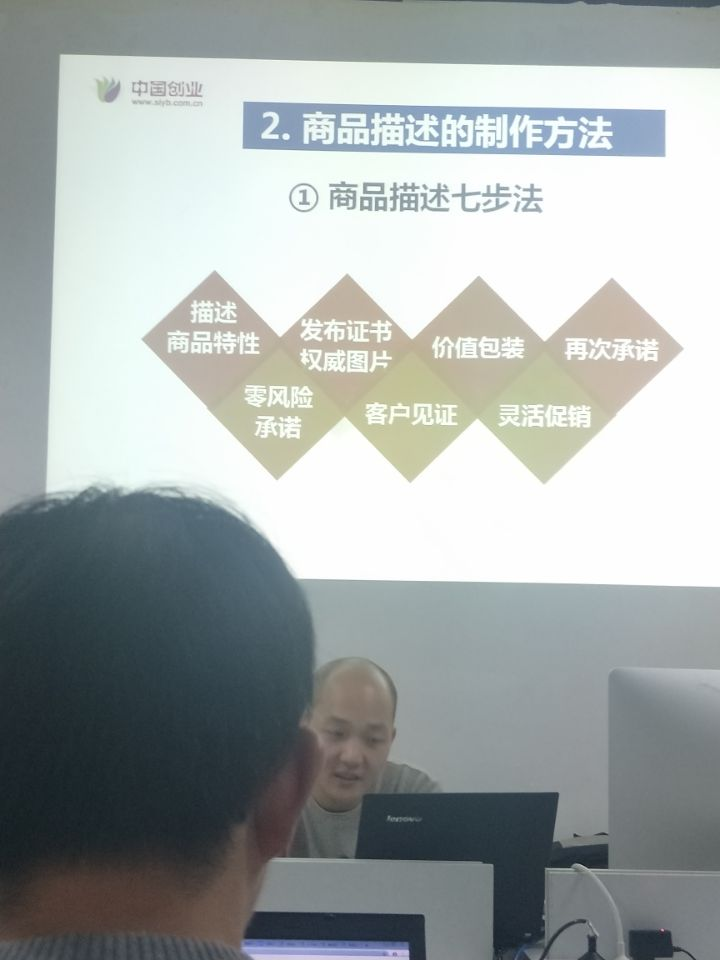 中国创业
www.siyb.com.cn
2. 商品描述的制作方法
① 商品描述七步法
描述
商品特性
零风险
承诺
发布证书
权威图片
客户见证
价值包装
灵活促销
再次承诺
lenovo